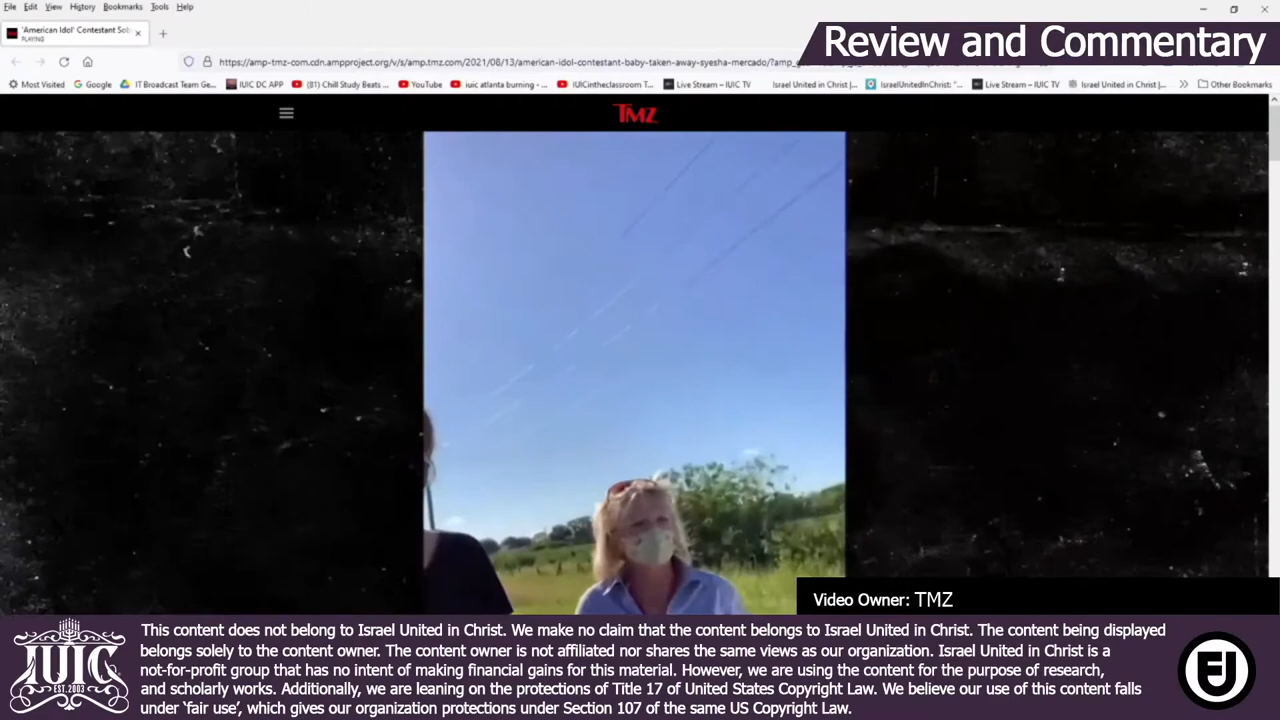 File Edit View History Bookmarks Tools Help
'American Idol' Contestant Sob
PLAYING
Review and Commentary
https://amp-tmz-com.cdn.ampproject.org/v/s/amp.tmz.com/2021/08/13/american-idol-contestant-baby-taken-away-syesha-mercado/?amp_g
Most Visited Google IT Broadcast Team Ge... IUIC DC APP (81) Chill Study Beats ... YouTube iuic atlanta burning - ... IUICintheclassroom T... Live Stream – IUIC TV Israel United in Christ |... IsraelUnitedInChrist: "... Live Stream – IUIC TV Israel United in Christ |... Other Bookmarks
TMZ
Video Owner: TMZ
This content does not belong to Israel United in Christ. We make no claim that the content belongs to Israel United in Christ. The content being displayed
belongs solely to the content owner. The content owner is not affiliated nor shares the same views as our organization. Israel United in Christ is a
not-for-profit group that has no intent of making financial gains for this material. However, we are using the content for the purpose of research,
and scholarly works. Additionally, we are leaning on the protections of Title 17 of United States Copyright Law. We believe our use of this content falls
under 'fair use', which gives our organization protections under Section 107 of the same US Copyright Law.
IUIC
EST.2003